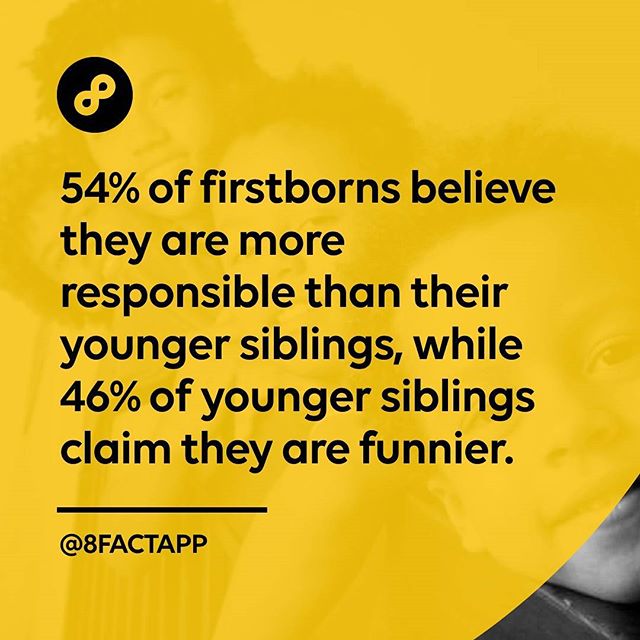 54% of firstborns believe
they are more
responsible than their
younger siblings, while
46% of younger siblings
claim they are funnier.
@8FACTAPP